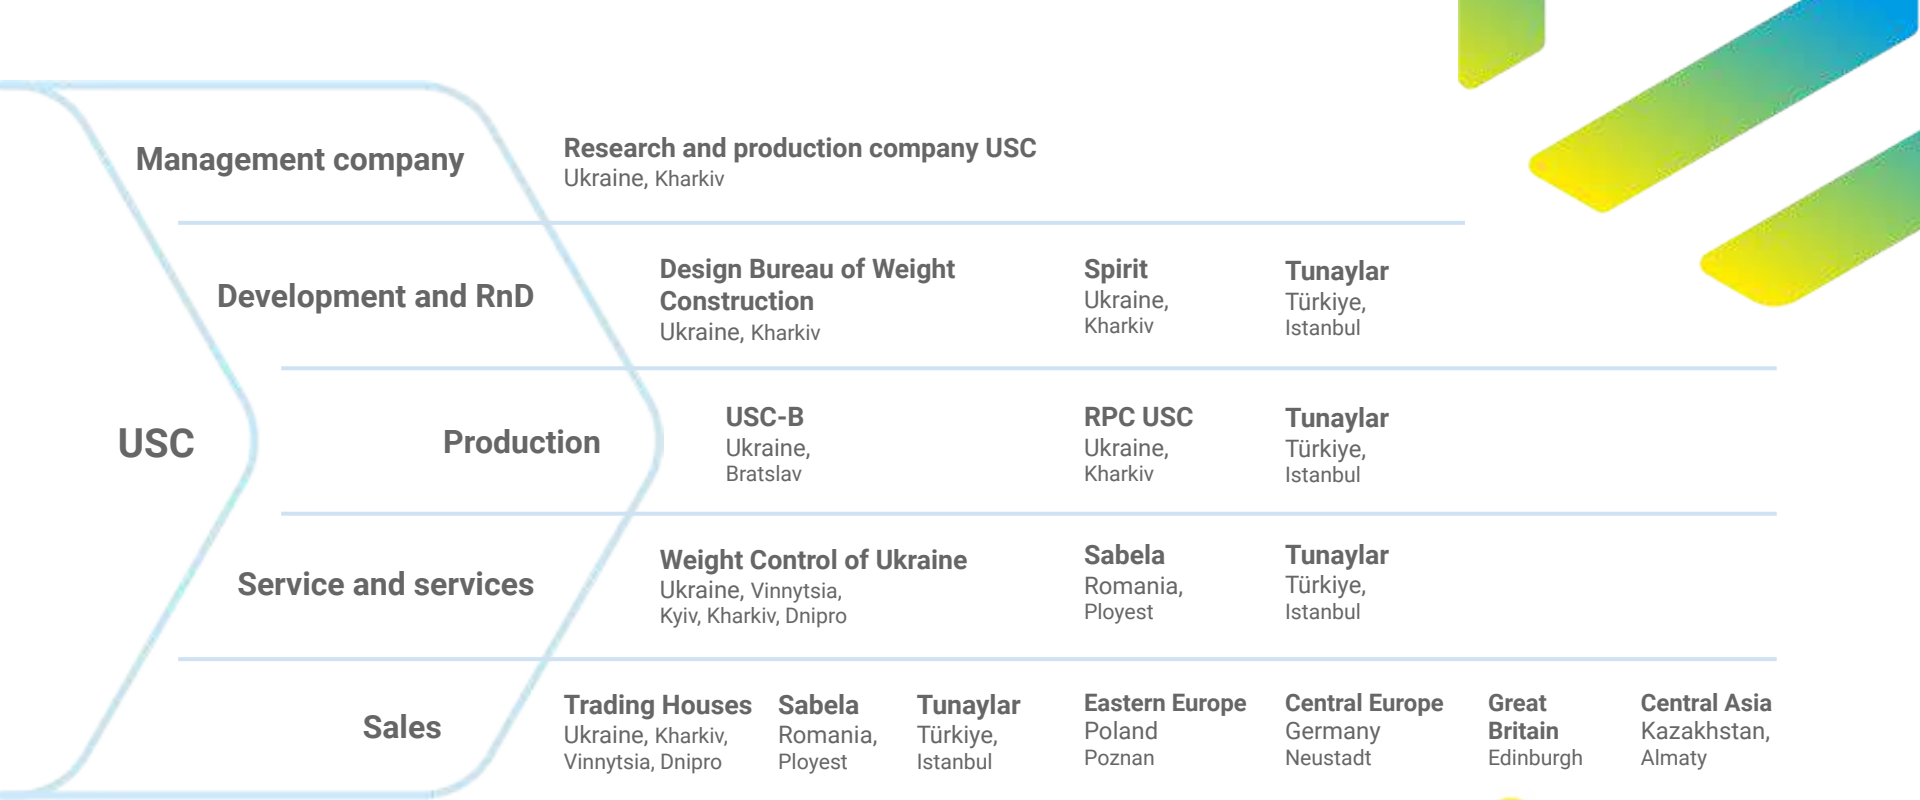 USC
Management company
Research and production company USC
Ukraine, Kharkiv
Development and RnD
Design Bureau of Weight
Construction
Ukraine, Kharkiv
Spirit
Ukraine,
Kharkiv
Tunaylar
Türkiye,
Istanbul
Production
USC-B
Ukraine,
Bratslav
RPC USC
Ukraine,
Kharkiv
Tunaylar
Türkiye,
Istanbul
Service and services
Weight Control of Ukraine
Ukraine, Vinnytsia,
Kyiv, Kharkiv, Dnipro
Sabela
Romania,
Ployest
Tunaylar
Türkiye,
Istanbul
Sales
Trading Houses
Ukraine, Kharkiv,
Vinnytsia, Dnipro
Sabela
Romania,
Ployest
Tunaylar
Türkiye,
Istanbul
Eastern Europe
Poland
Poznan
Central Europe
Germany
Neustadt
Great
Britain
Edinburgh
Central Asia
Kazakhstan,
Almaty